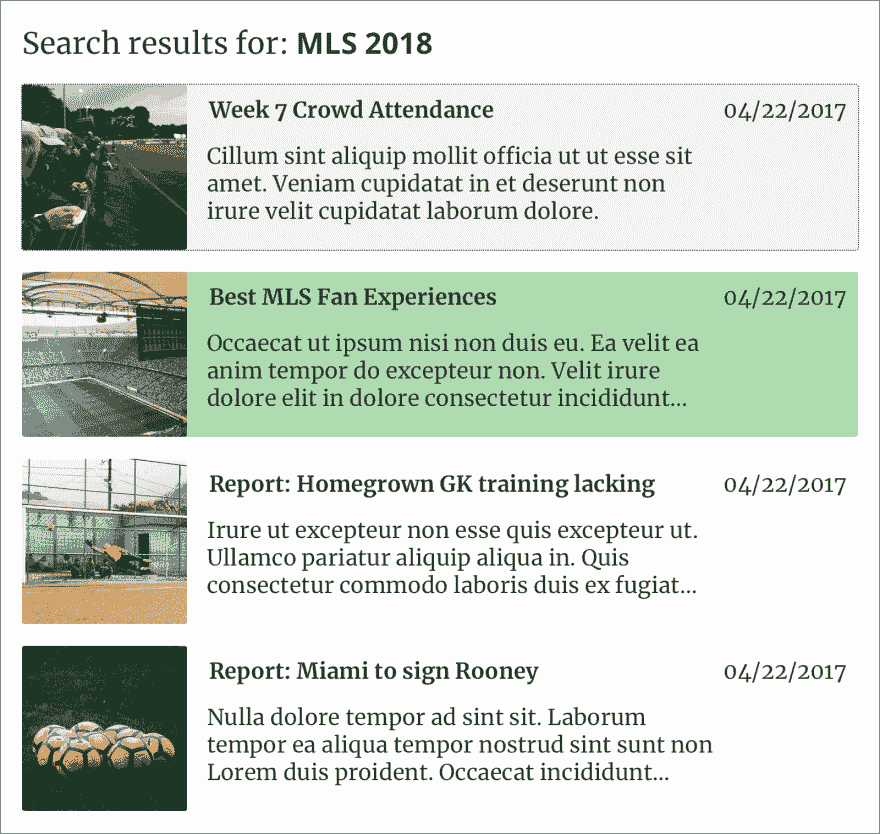 Search results for: MLS 2018
Week 7 Crowd Attendance 04/22/2017
Cillum sint aliquip mollit officia ut ut esse sit
amet. Veniam cupidatat in et deserunt non
irure velit cupidatat laborum dolore.
Best MLS Fan Experiences 04/22/2017
Occaecat ut ipsum nisi non duis eu. Ea velit ea
anim tempor do excepteur non. Velit irure
dolore elit in dolore consectetur incididunt...
Report: Homegrown GK training lacking 04/22/2017
Irure ut excepteur non esse quis excepteur ut.
Ullamco pariatur aliquip aliqua in. Quis
consectetur commodo laboris duis ex fugiat...
Report: Miami to sign Rooney 04/22/2017
Nulla dolore tempor ad sint sit. Laborum
tempor ea aliqua tempor nostrud sint sunt non
Lorem duis proident. Occaecat incididunt...